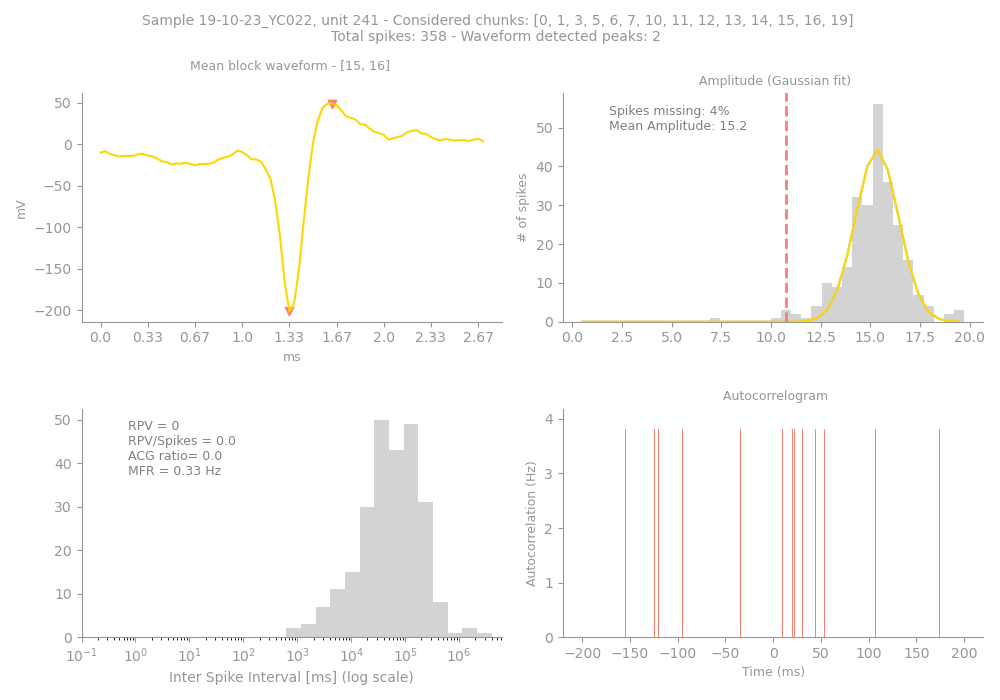 Sample 19-10-23_YC022, unit 241 - Considered chunks: [0, 1, 3, 5, 6, 7, 10, 11, 12, 13, 14, 15, 16, 19]
Total spikes: 358 - Waveform detected peaks: 2
Mean block waveform - [15, 16]
50
0
−50
−100
−150
−200
mV
0.0 0.33 0.67 1.0 1.33 1.67 2.0 2.33 2.67
ms
Amplitude (Gaussian fit)
Spikes missing: 4%
Mean Amplitude: 15.2
50
40
30
20
10
0
# of spikes
0.0 2.5 5.0 7.5 10.0 12.5 15.0 17.5 20.0
RPV = 0
RPV/Spikes = 0.0
ACG ratio= 0.0
MFR = 0.33 Hz
50
40
30
20
10
0
10⁻¹ 10⁰ 10¹ 10² 10³ 10⁴ 10⁵ 10⁶
Inter Spike Interval [ms] (log scale)
Autocorrelogram
4
3
2
1
0
Autocorrelation (Hz)
−200 −150 −100 −50 0 50 100 150 200
Time (ms)